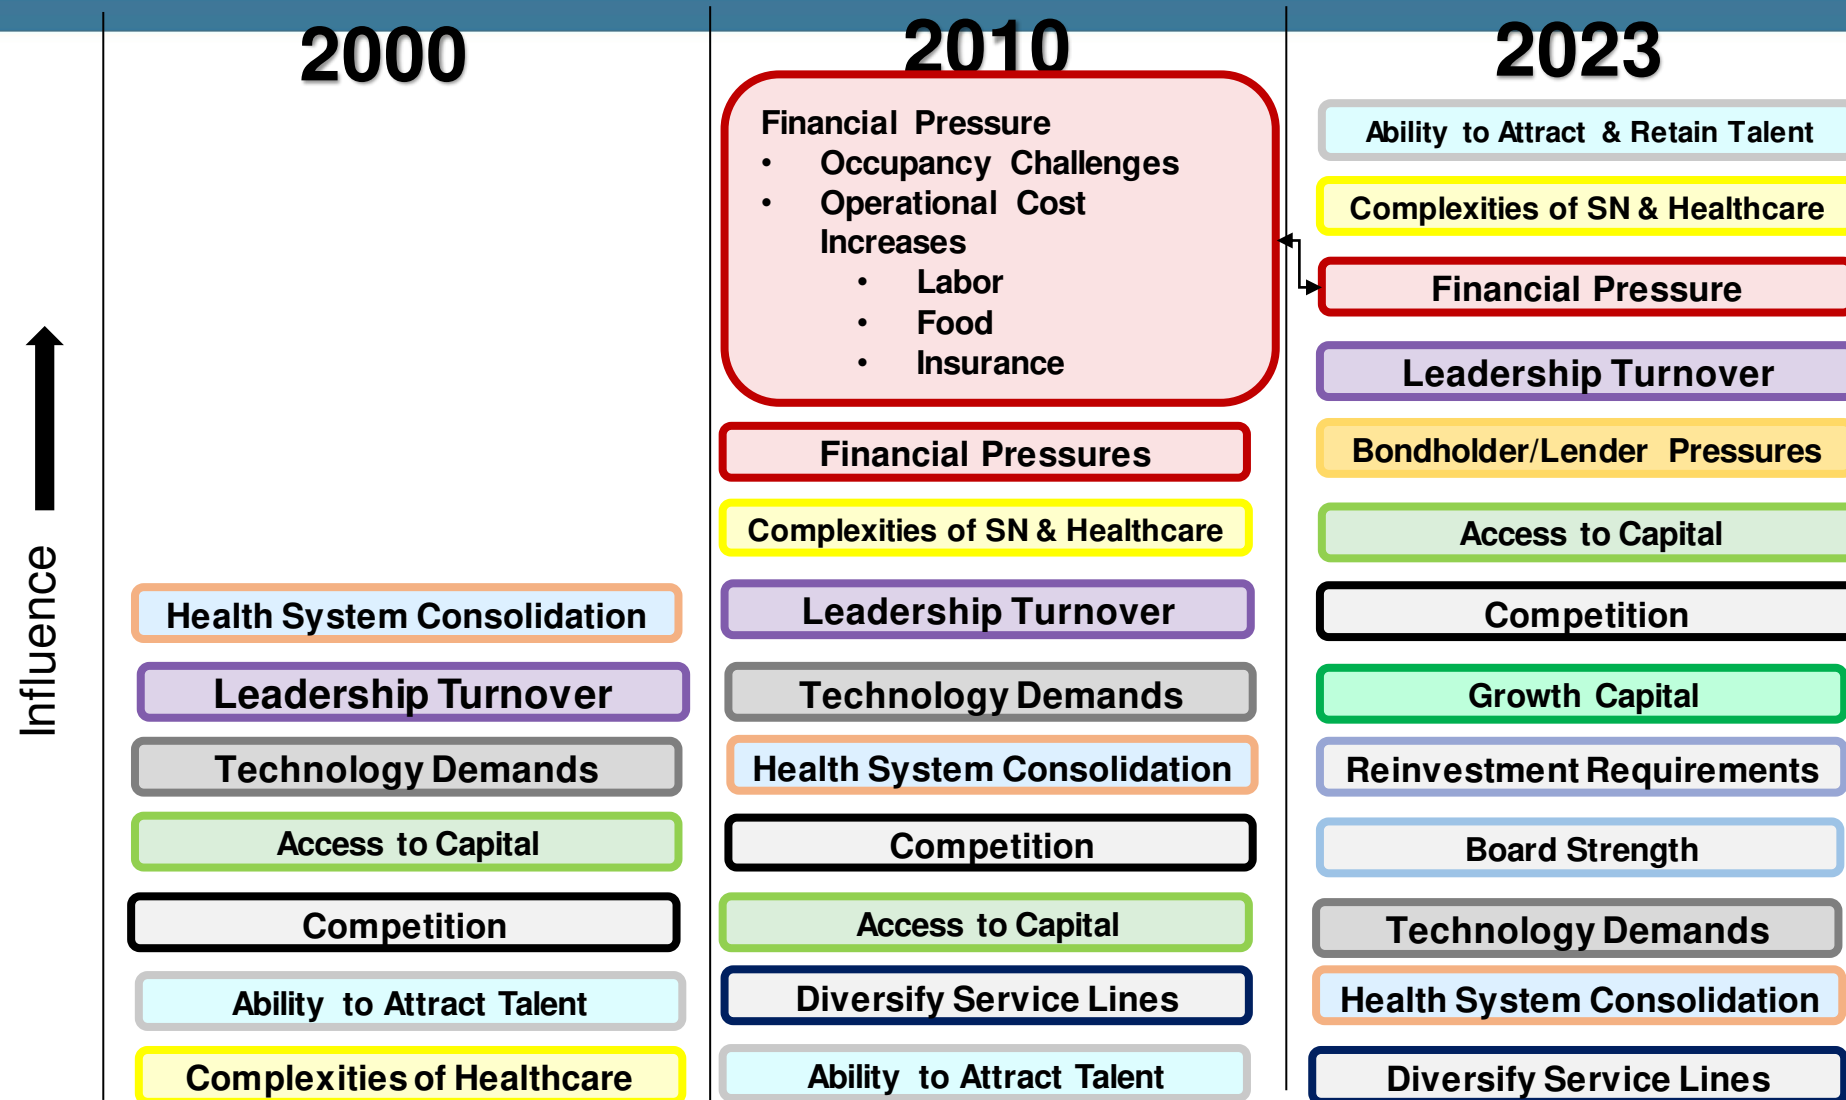 2000
2010
2023
Influence
Health System Consolidation
Leadership Turnover
Technology Demands
Access to Capital
Competition
Ability to Attract Talent
Complexities of Healthcare
Financial Pressure
• Occupancy Challenges
• Operational Cost
Increases
• Labor
• Food
• Insurance
Financial Pressures
Complexities of SN & Healthcare
Leadership Turnover
Technology Demands
Health System Consolidation
Competition
Access to Capital
Diversify Service Lines
Ability to Attract Talent
Ability to Attract & Retain Talent
Complexities of SN & Healthcare
Financial Pressure
Leadership Turnover
Bondholder/Lender Pressures
Access to Capital
Competition
Growth Capital
Reinvestment Requirements
Board Strength
Technology Demands
Health System Consolidation
Diversify Service Lines